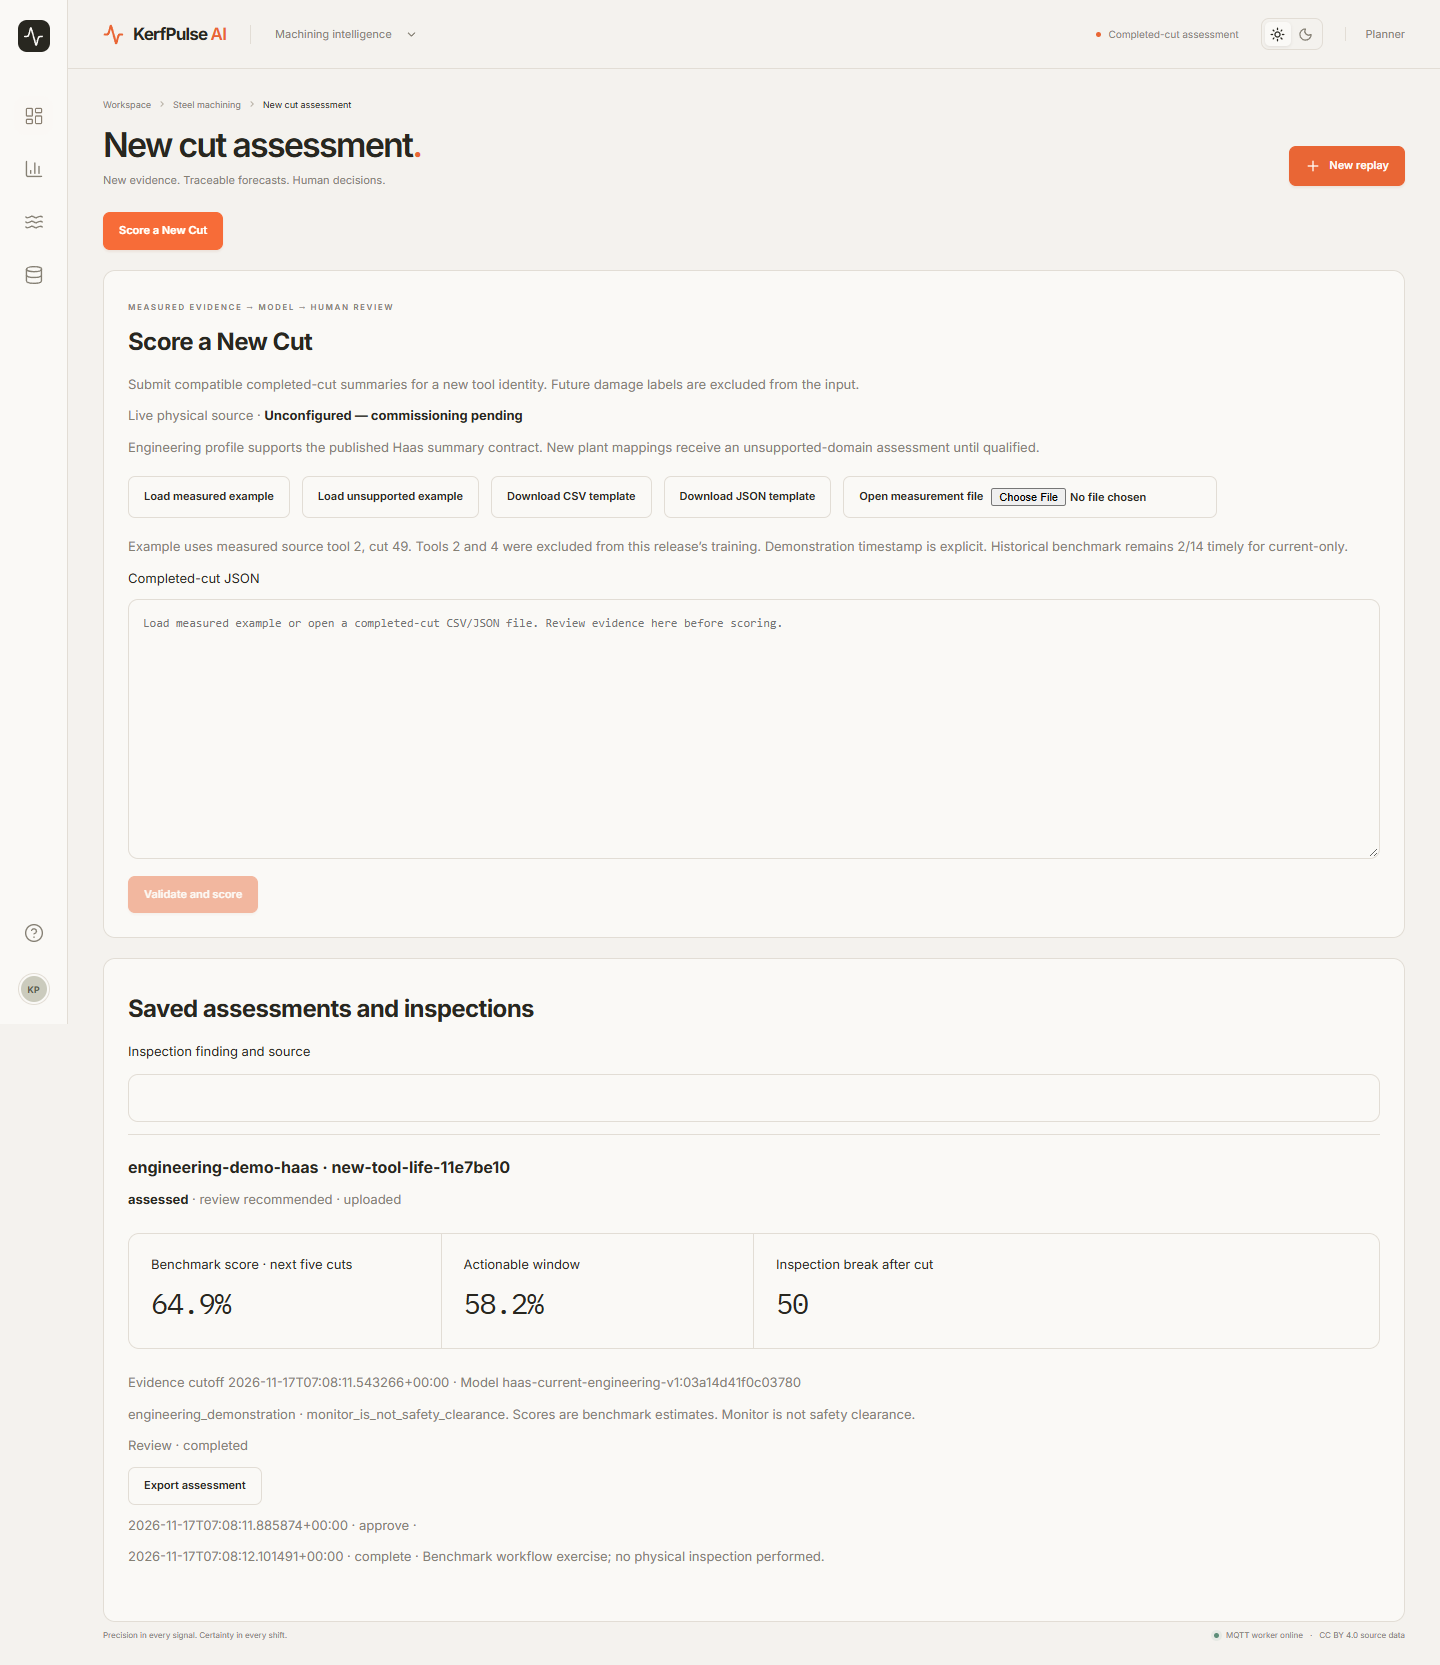 KerfPulse AI
Machining intelligence
Completed-cut assessment
Planner
Workspace > Steel machining > New cut assessment
New cut assessment.
New evidence. Traceable forecasts. Human decisions.
+ New replay
Score a New Cut
MEASURED EVIDENCE → MODEL → HUMAN REVIEW
Score a New Cut
Submit compatible completed-cut summaries for a new tool identity. Future damage labels are excluded from the input.
Live physical source · Unconfigured — commissioning pending
Engineering profile supports the published Haas summary contract. New plant mappings receive an unsupported-domain assessment until qualified.
Load measured example
Load unsupported example
Download CSV template
Download JSON template
Open measurement file Choose File No file chosen
Example uses measured source tool 2, cut 49. Tools 2 and 4 were excluded from this release's training. Demonstration timestamp is explicit. Historical benchmark remains 2/14 timely for current-only.
Completed-cut JSON
Load measured example or open a completed-cut CSV/JSON file. Review evidence here before scoring.
Validate and score
KP
Saved assessments and inspections
Inspection finding and source
engineering-demo-haas · new-tool-life-11e7be10
assessed · review recommended · uploaded
Benchmark score · next five cuts
64.9%
Actionable window
58.2%
Inspection break after cut
50
Evidence cutoff 2026-11-17T07:08:11.543266+00:00 · Model haas-current-engineering-v1:03a14d41f0c03780
engineering_demonstration · monitor_is_not_safety_clearance. Scores are benchmark estimates. Monitor is not safety clearance.
Review · completed
Export assessment
2026-11-17T07:08:11.885874+00:00 · approve ·
2026-11-17T07:08:12.101491+00:00 · complete · Benchmark workflow exercise; no physical inspection performed.
Precision in every signal. Certainty in every shift.
MQTT worker online · CC BY 4.0 source data